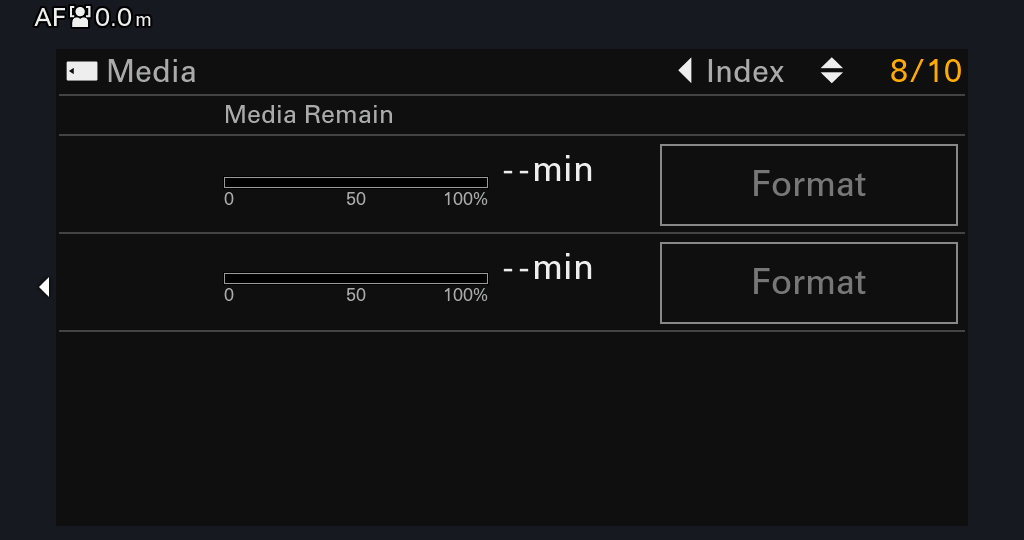 AF 0.0 m
Media Index 8/10
Media Remain
--min
Format
0 50 100%
--min
Format
0 50 100%